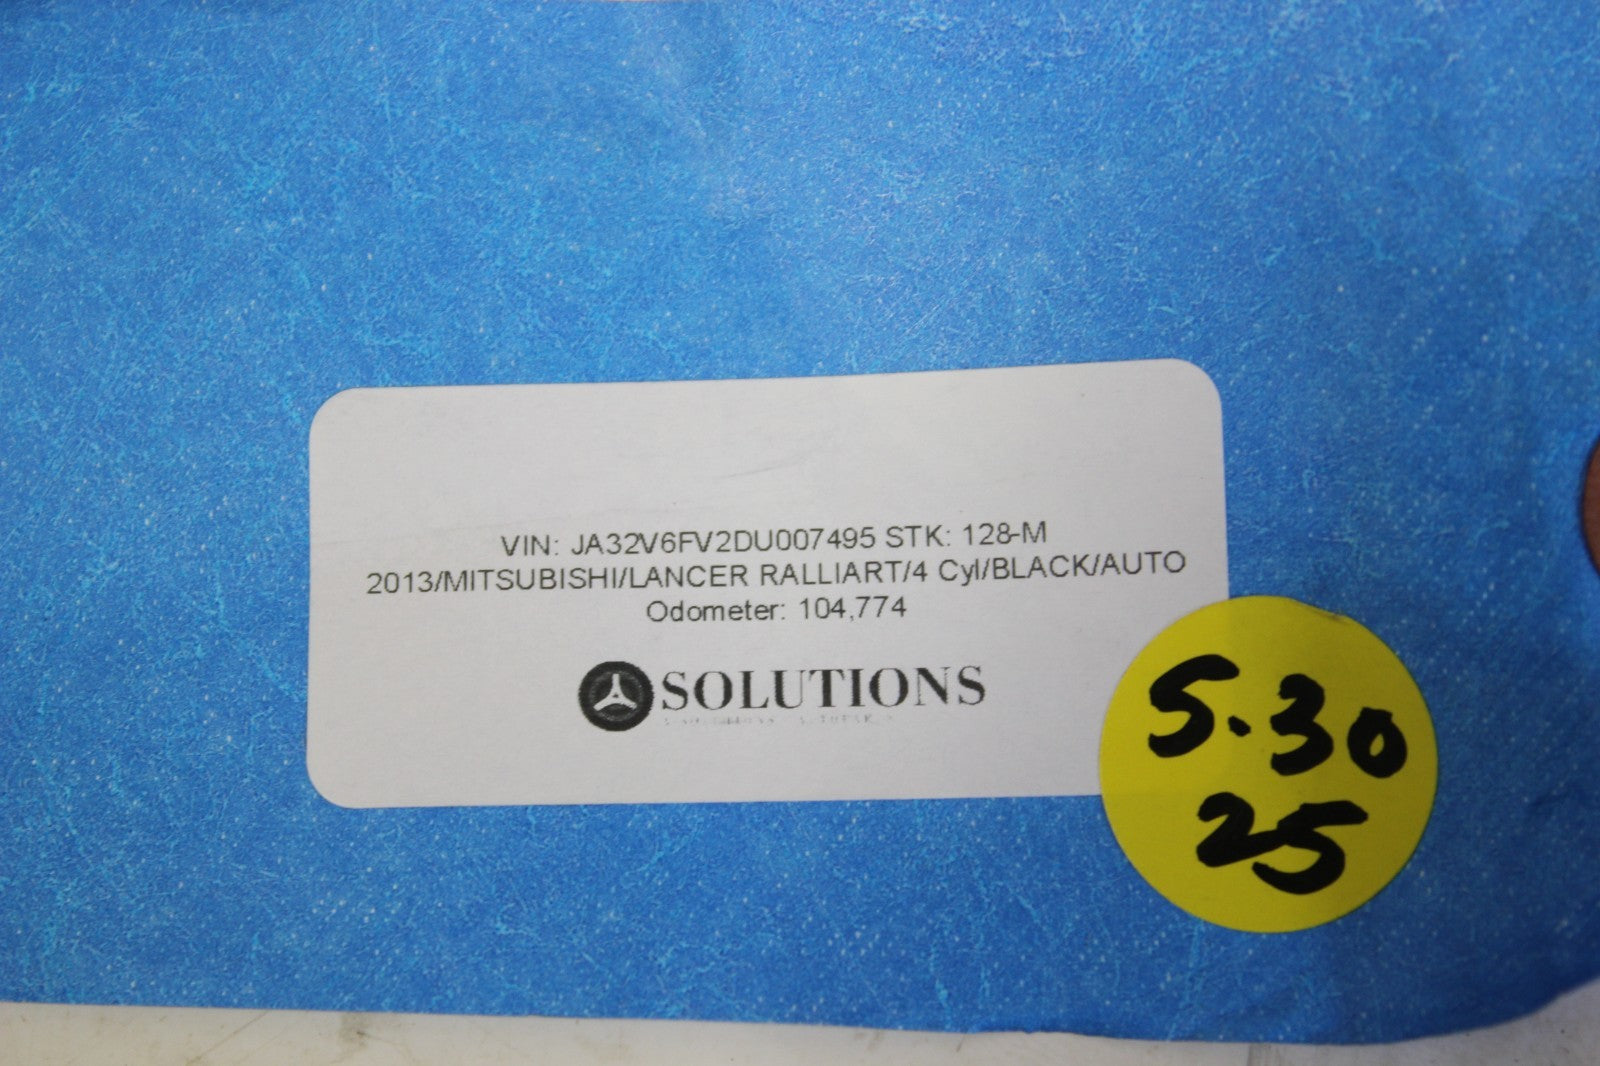 VIN: JA32V6FV2DU007495 STK: 128-M
2013/MITSUBISHI/LANCER RALLIART/4 Cyl/BLACK/AUTO
Odometer: 104,774
SOLUTIONS
5.30
25